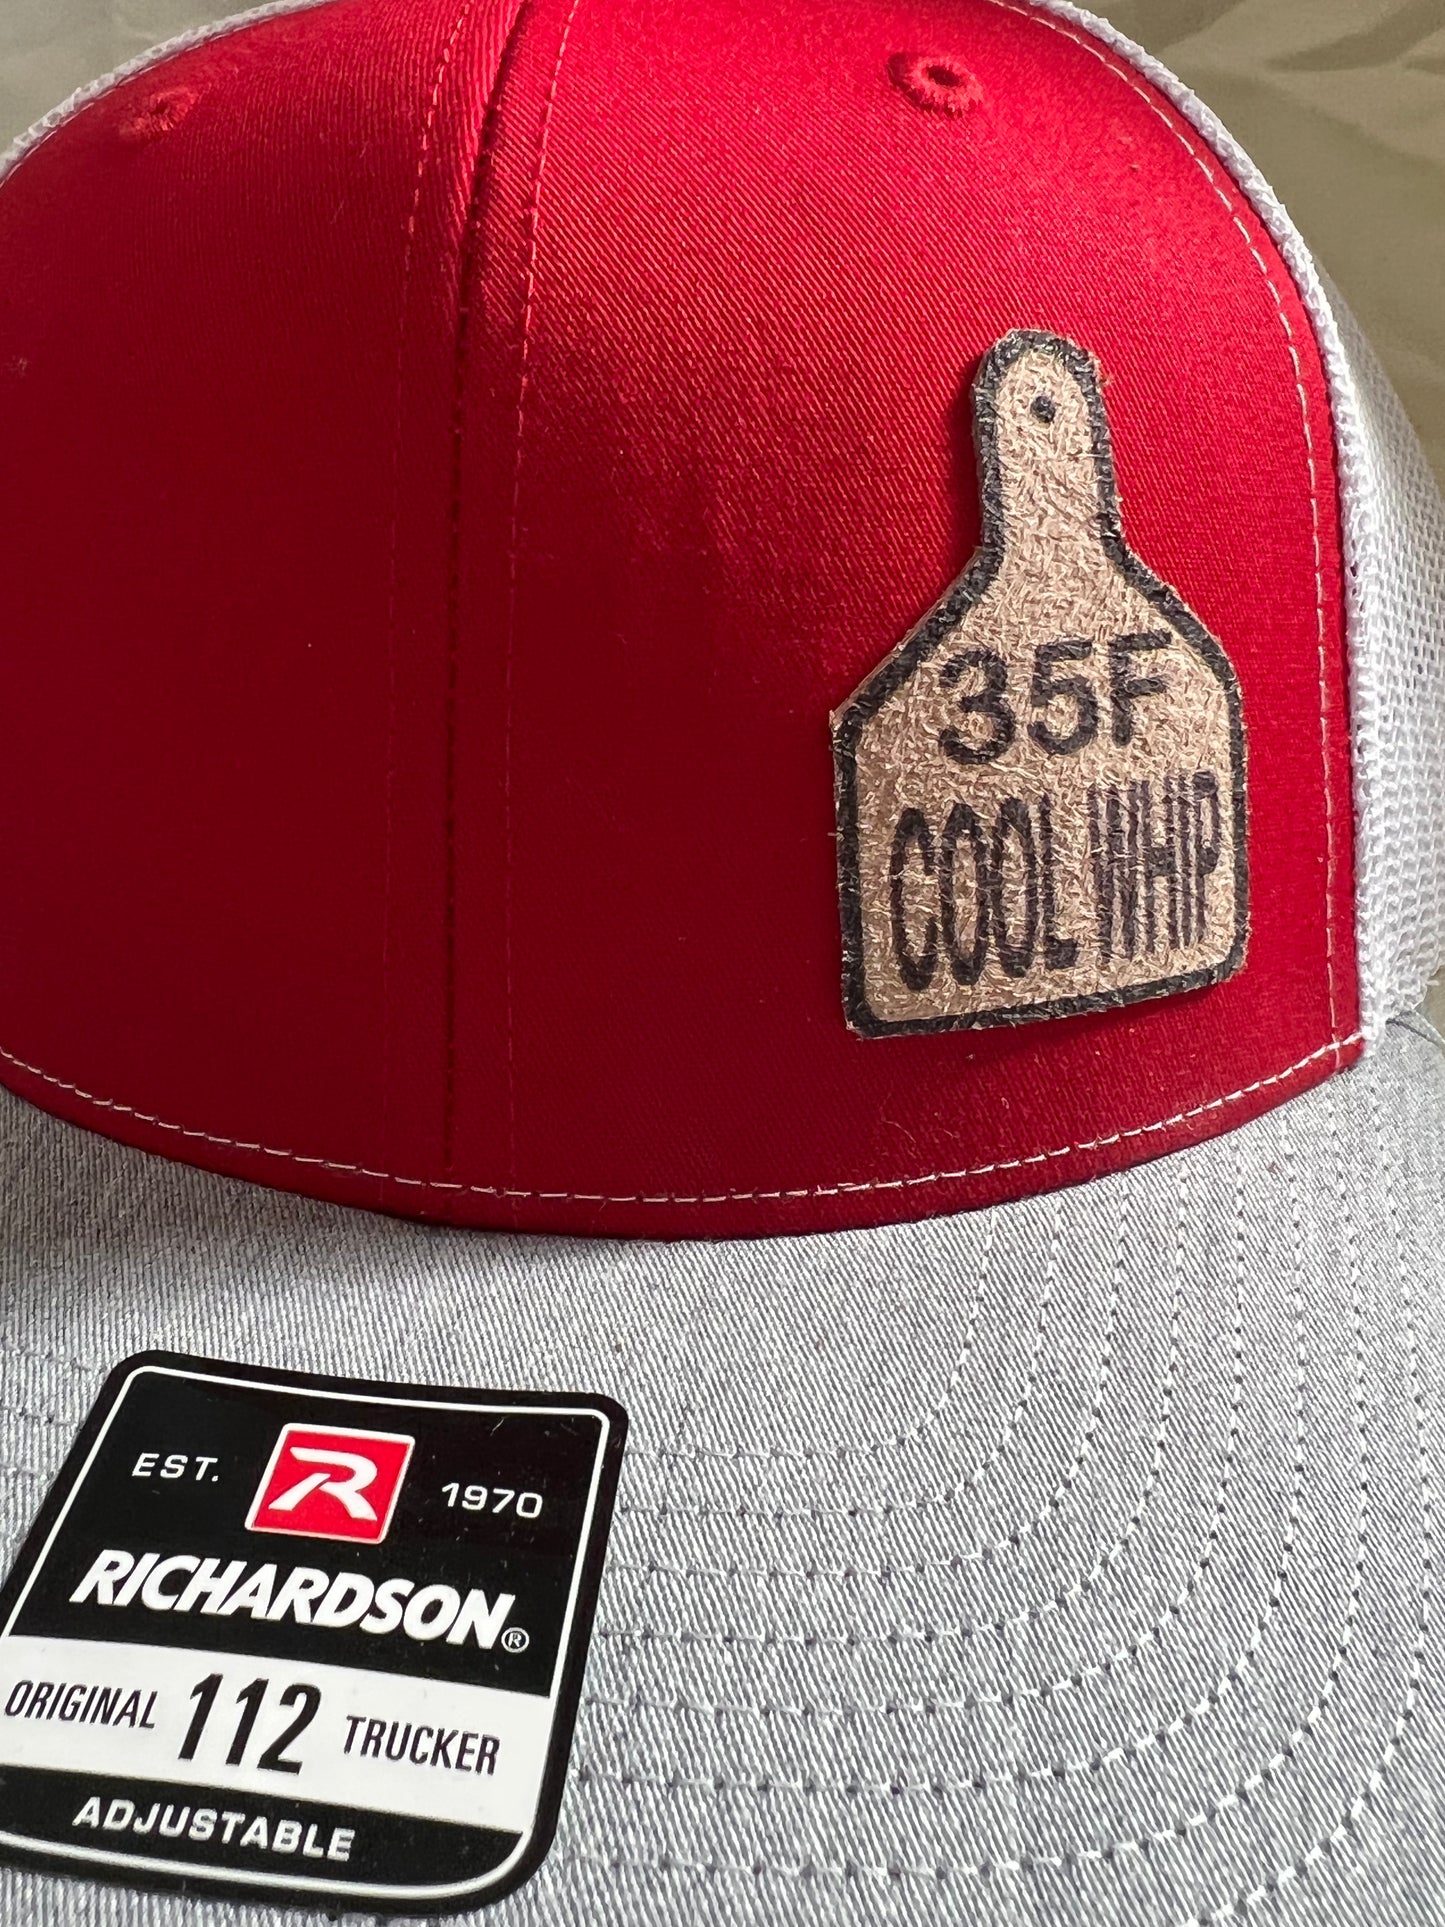 35F
COOL WHIP
EST. R 1970
RICHARDSON®
ORIGINAL 112 TRUCKER
ADJUSTABLE